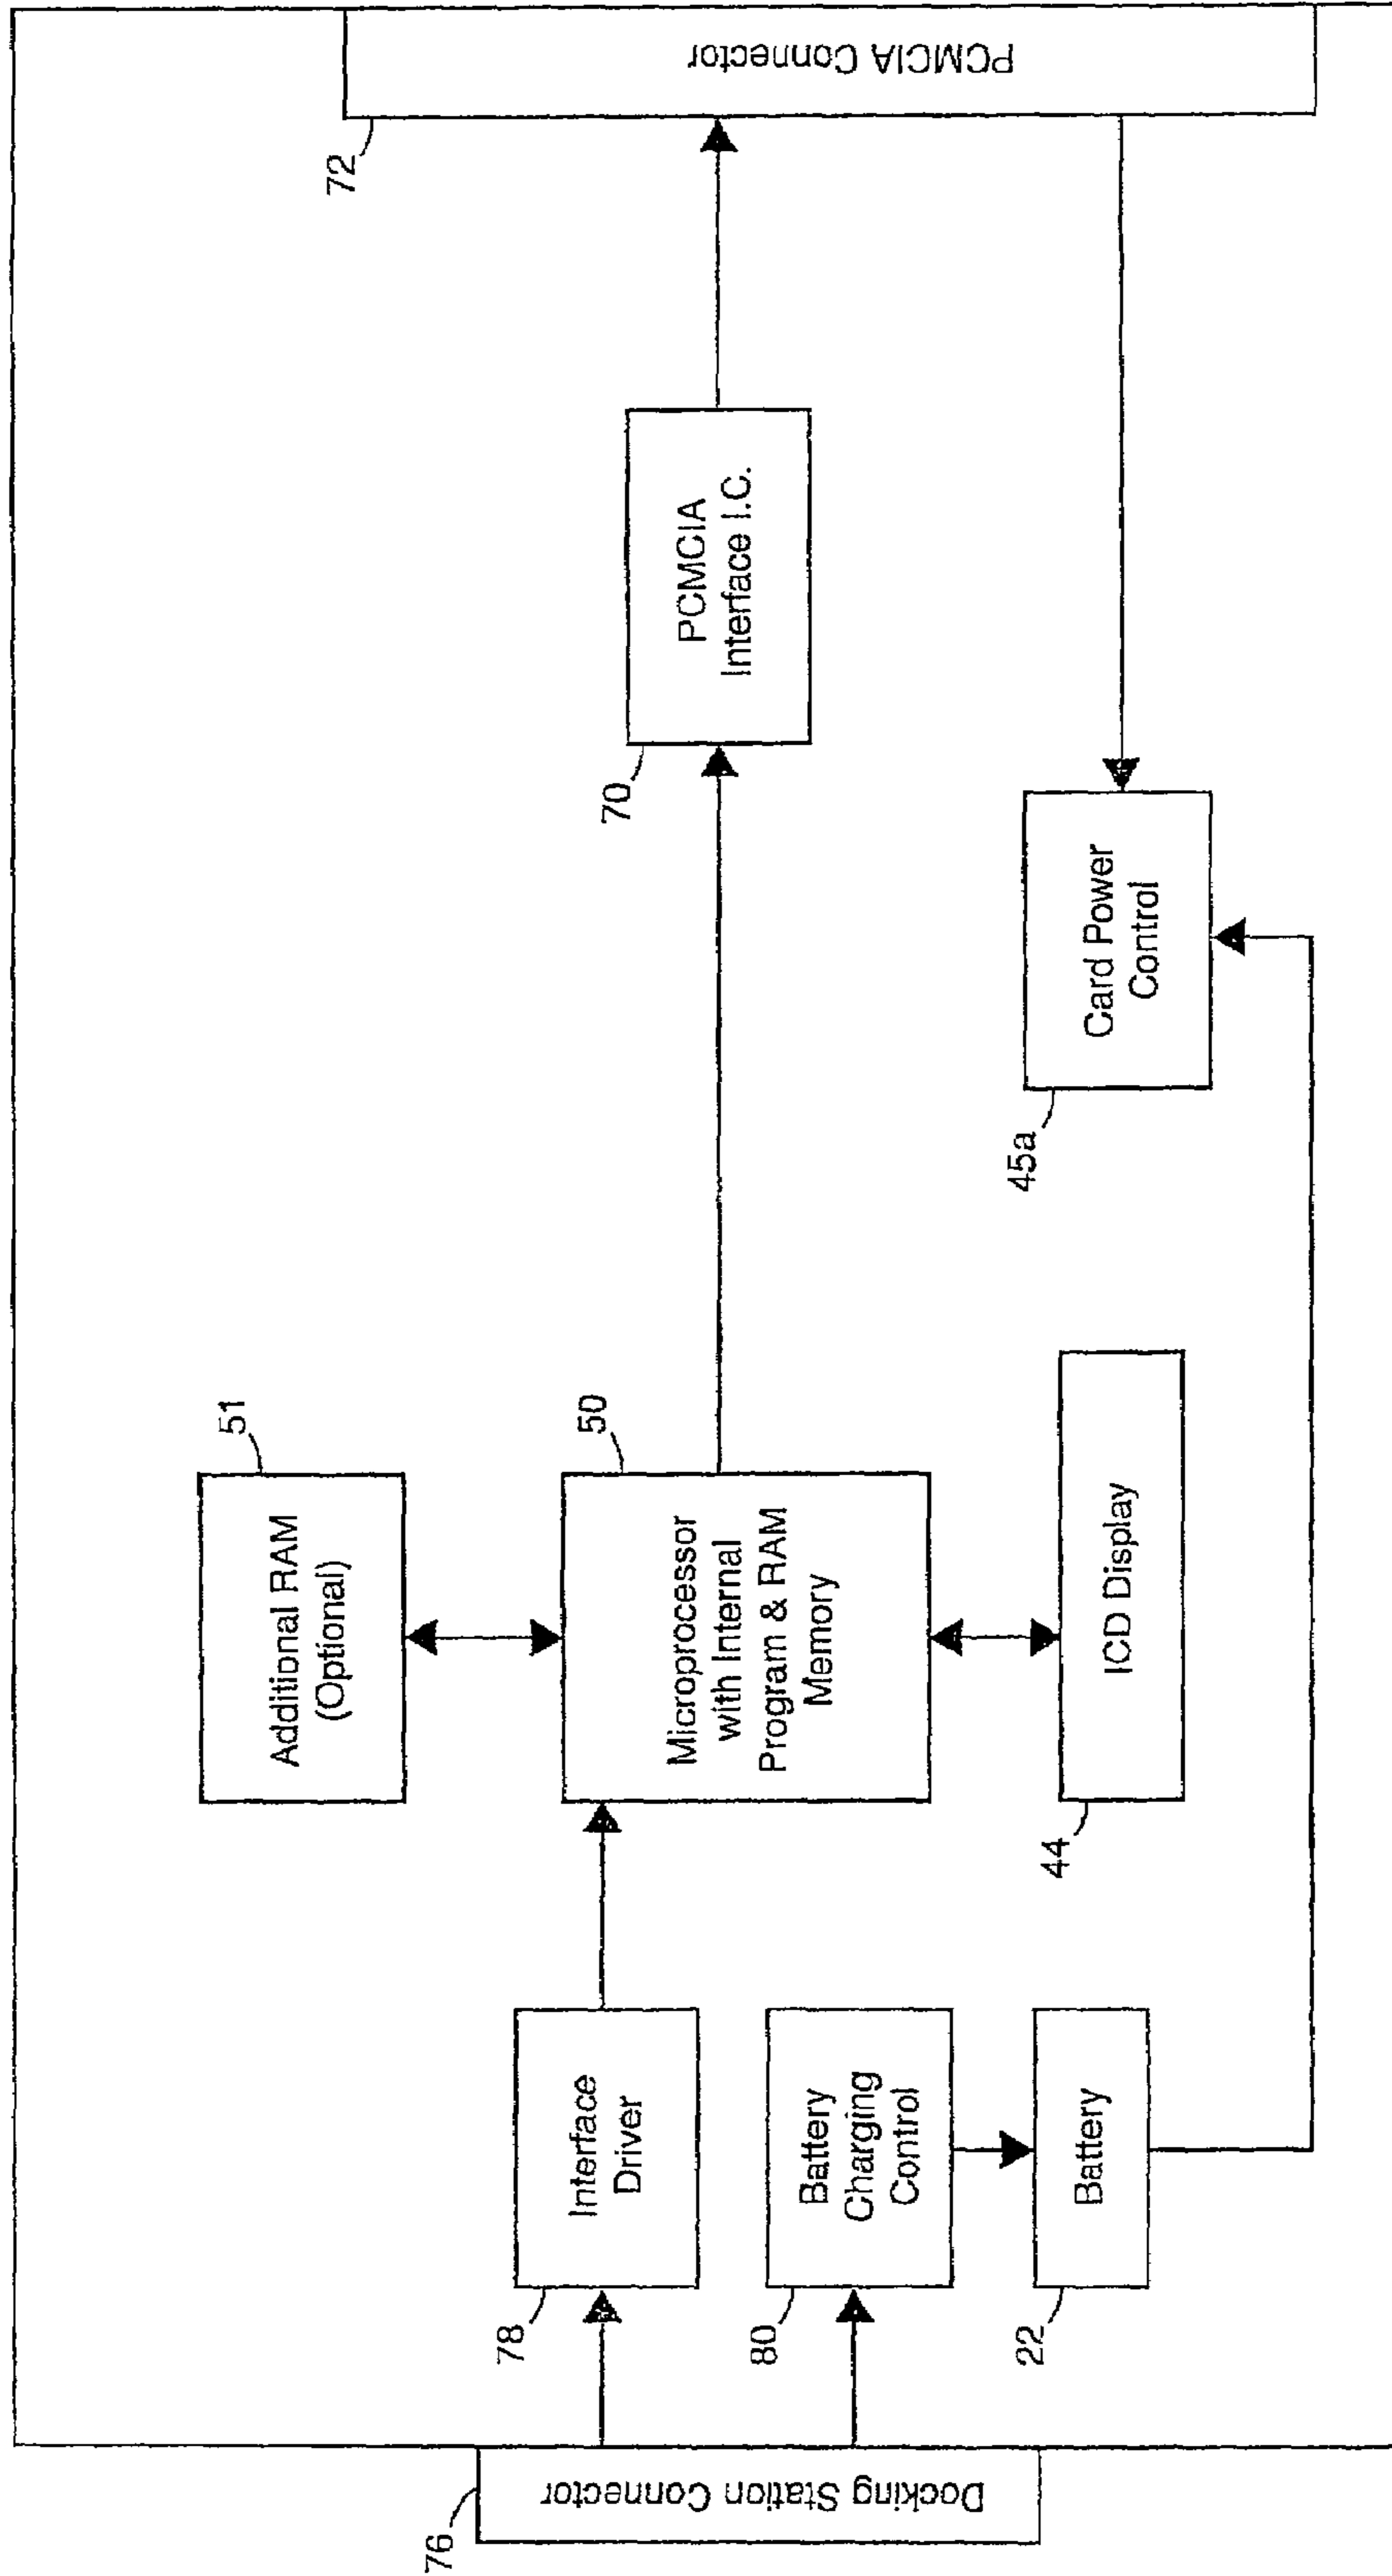 76
Docking Station Connector
78
Interface
Driver
80
Battery
Charging
Control
22
Battery
51
Additional RAM
(Optional)
50
Microprocessor
with Internal
Program & RAM
Memory
44
ICD Display
70
PCMCIA
Interface I.C.
45a
Card Power
Control
72
PCMCIA Connector